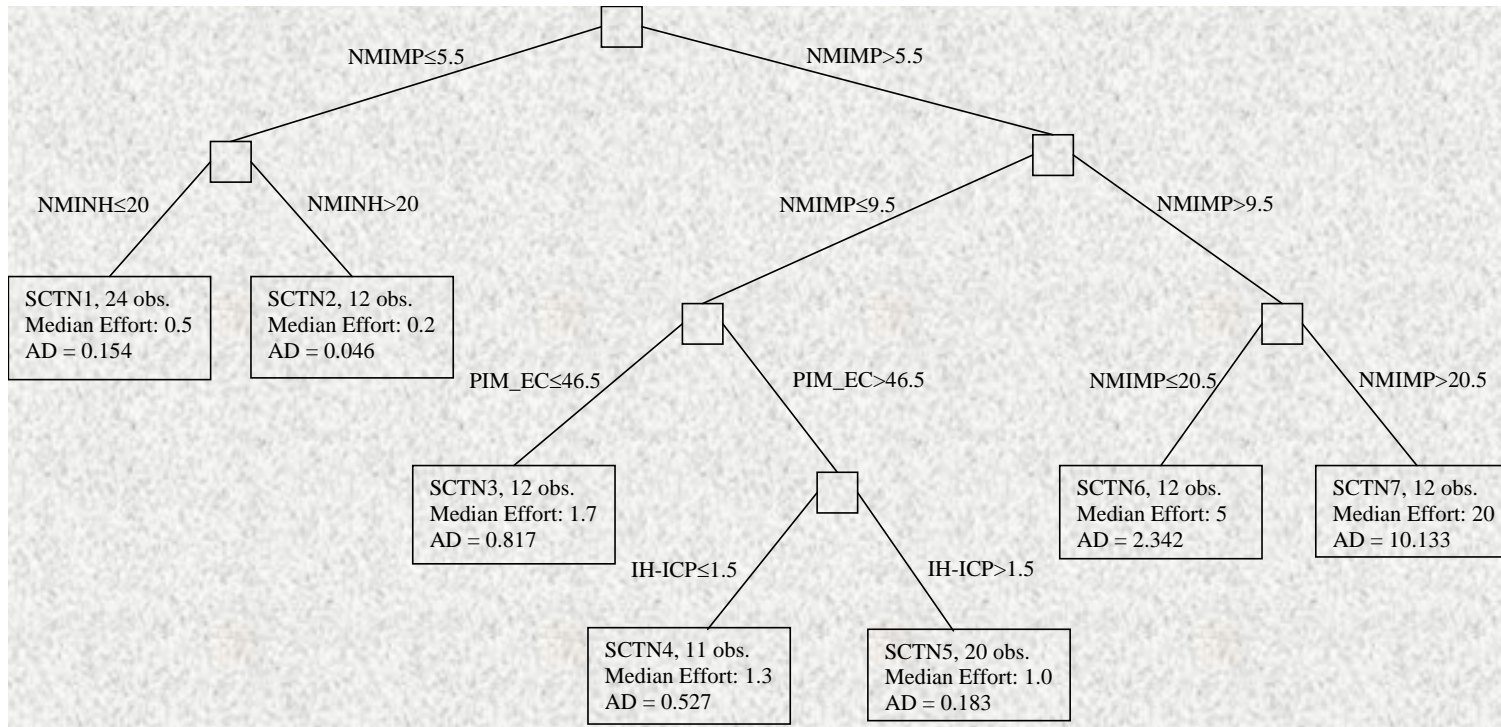 NMIMP≤5.5
NMIMP>5.5
NMINH≤20
NMINH>20
NMIMP≤9.5
NMIMP>9.5
SCTN1, 24 obs.
Median Effort: 0.5
AD = 0.154
SCTN2, 12 obs.
Median Effort: 0.2
AD = 0.046
PIM_EC≤46.5
PIM_EC>46.5
NMIMP≤20.5
NMIMP>20.5
SCTN3, 12 obs.
Median Effort: 1.7
AD = 0.817
SCTN6, 12 obs.
Median Effort: 5
AD = 2.342
SCTN7, 12 obs.
Median Effort: 20
AD = 10.133
IH-ICP≤1.5
IH-ICP>1.5
SCTN4, 11 obs.
Median Effort: 1.3
AD = 0.527
SCTN5, 20 obs.
Median Effort: 1.0
AD = 0.183